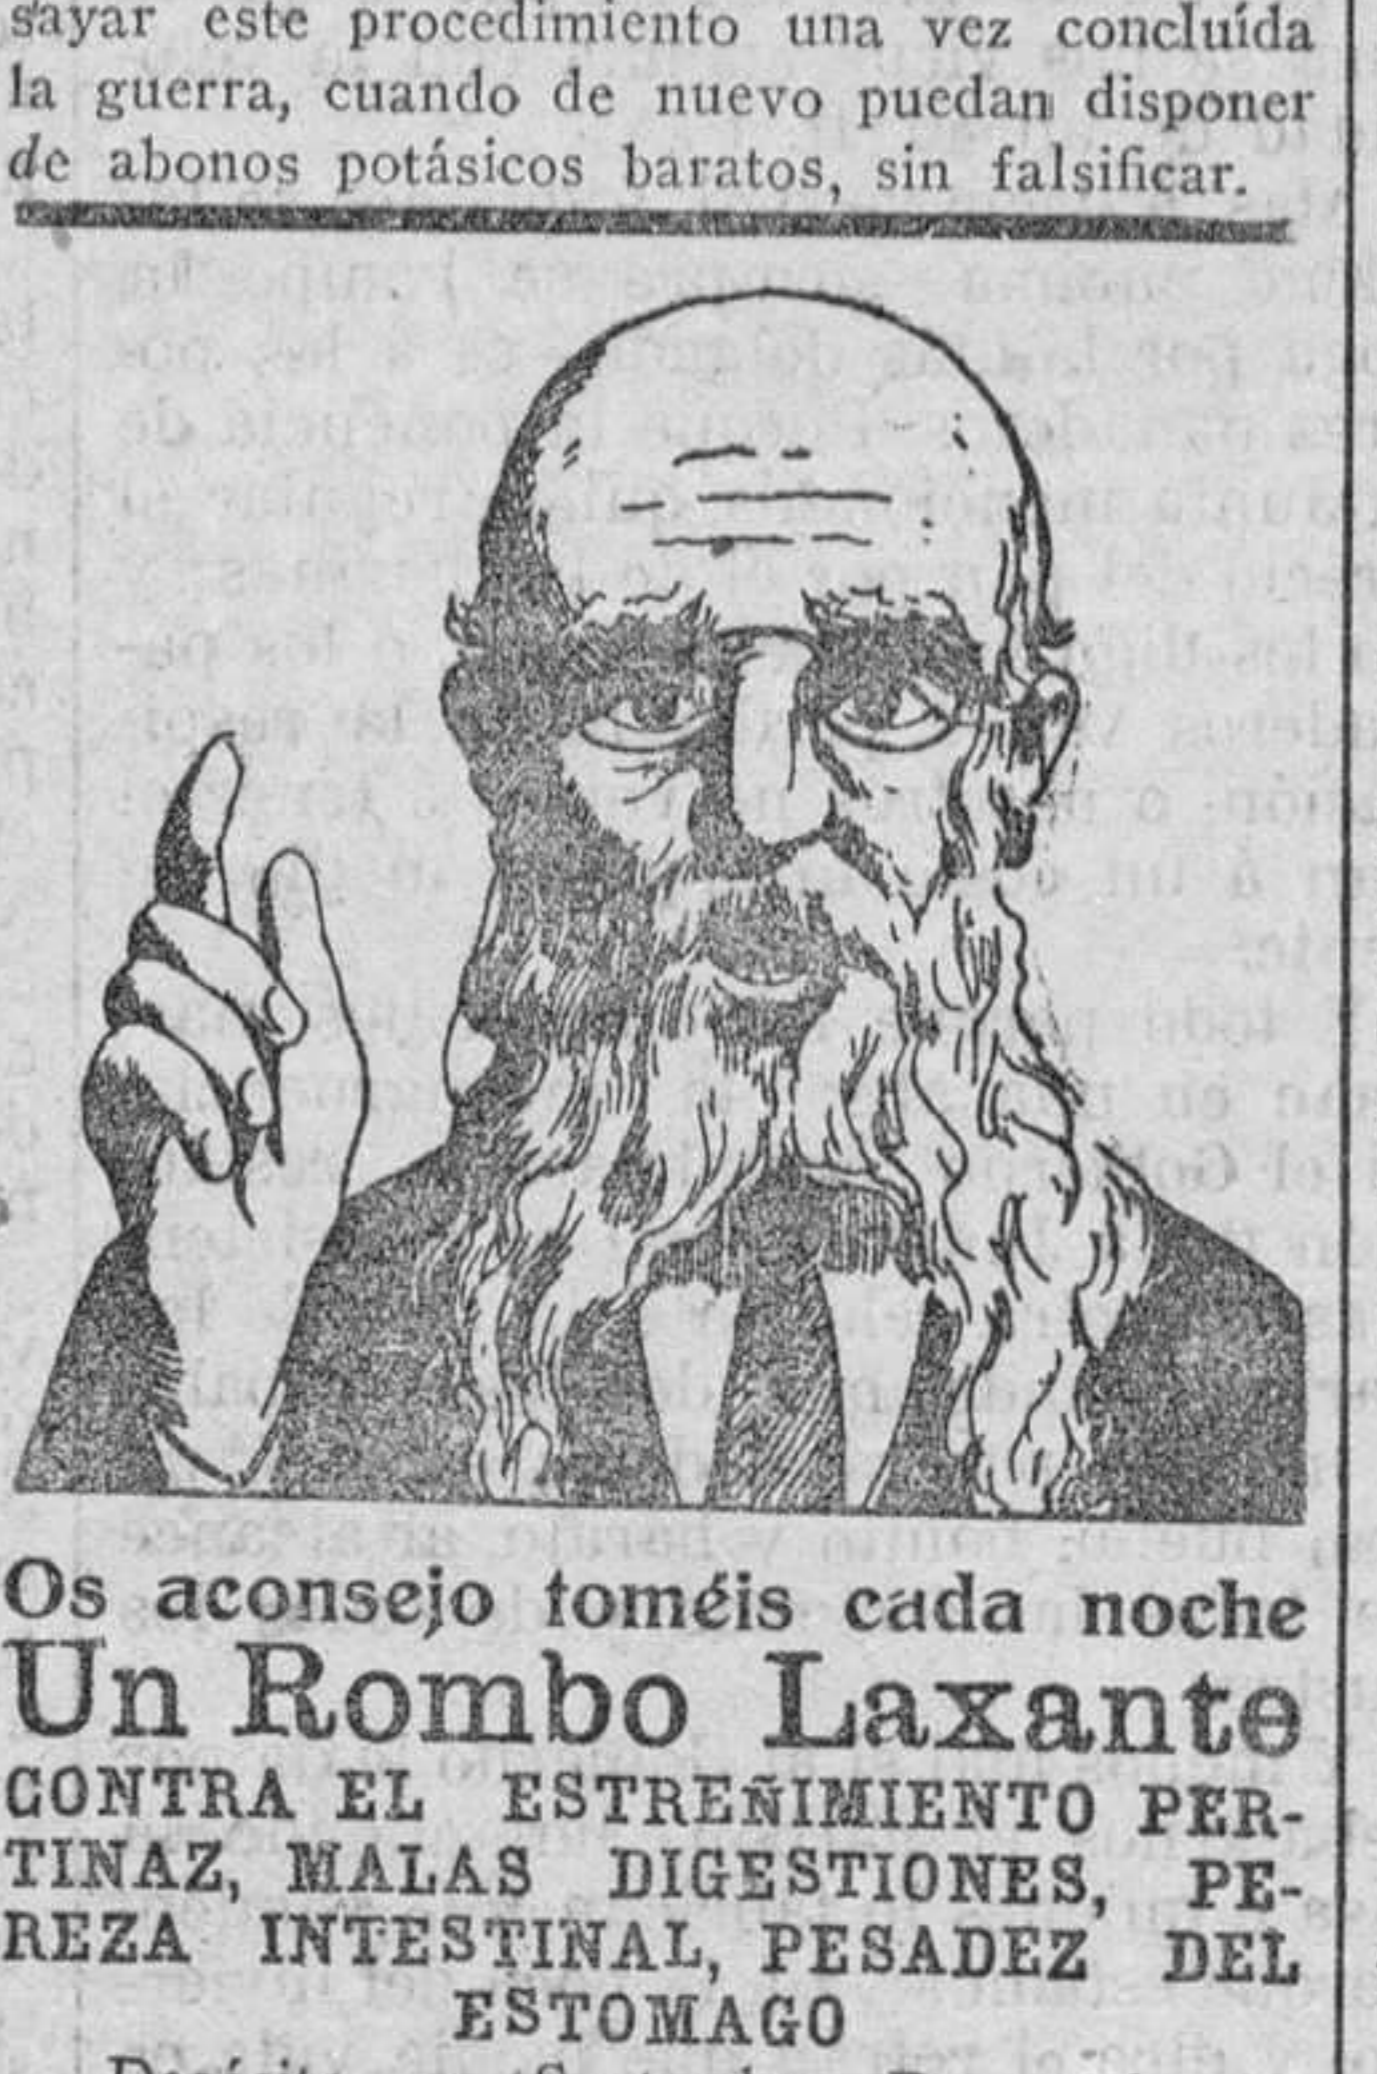 sayar este procedimiento una vez concluída
la guerra, cuando de nuevo puedan disponer
de abonos potásicos baratos, sin falsificar.
Os aconsejo toméis cada noche
Un Rombo Laxante
CONTRA EL ESTREÑIMIENTO PER-
TINAZ, MALAS DIGESTIONES, PE-
REZA INTESTINAL, PESADEZ DEL
ESTOMAGO